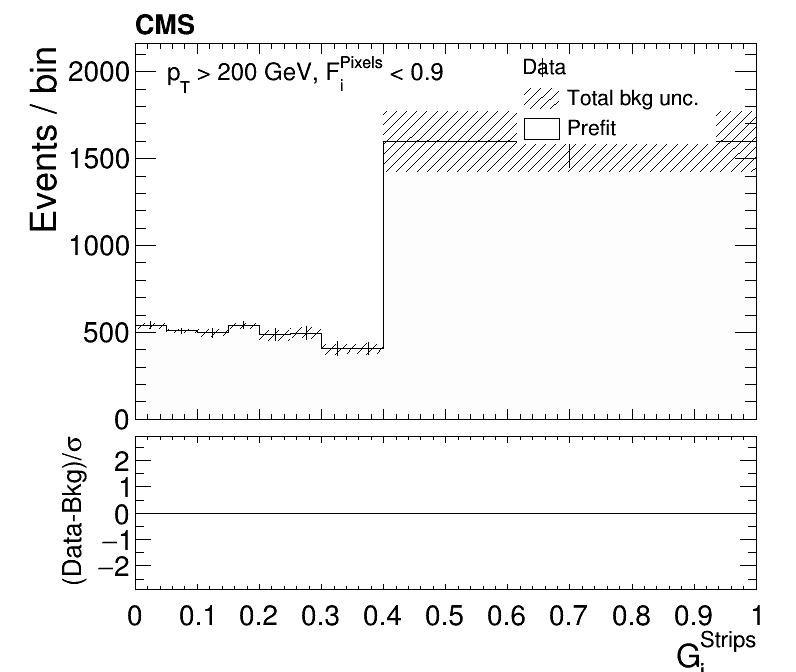 CMS
Events / bin
2000
1500
1000
500
0
p_T > 200 GeV, F_i^Pixels < 0.9
Data
Total bkg unc.
Prefit
(Data-Bkg)/σ
2
1
0
−1
−2
0 0.1 0.2 0.3 0.4 0.5 0.6 0.7 0.8 0.9 1
G_i^Strips